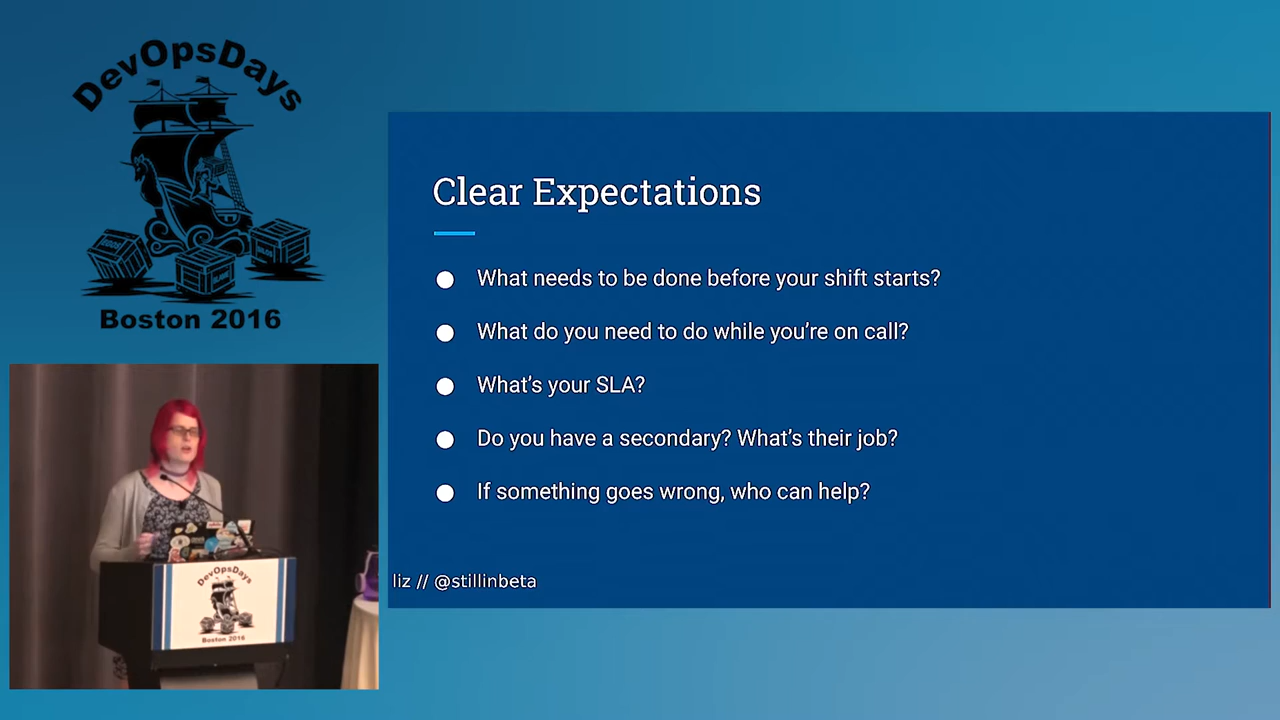 DevOpsDays
Boston 2016
Clear Expectations
What needs to be done before your shift starts?
What do you need to do while you're on call?
What's your SLA?
Do you have a secondary? What's their job?
If something goes wrong, who can help?
liz // @stillinbeta
DevOpsDays
Boston 2016